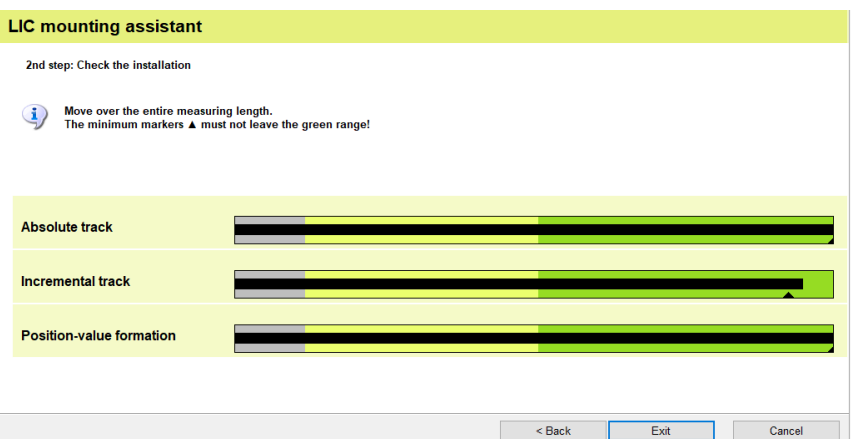 LIC mounting assistant
2nd step: Check the installation
Move over the entire measuring length.
The minimum markers ▲ must not leave the green range!
Absolute track
Incremental track
Position-value formation
< Back
Exit
Cancel